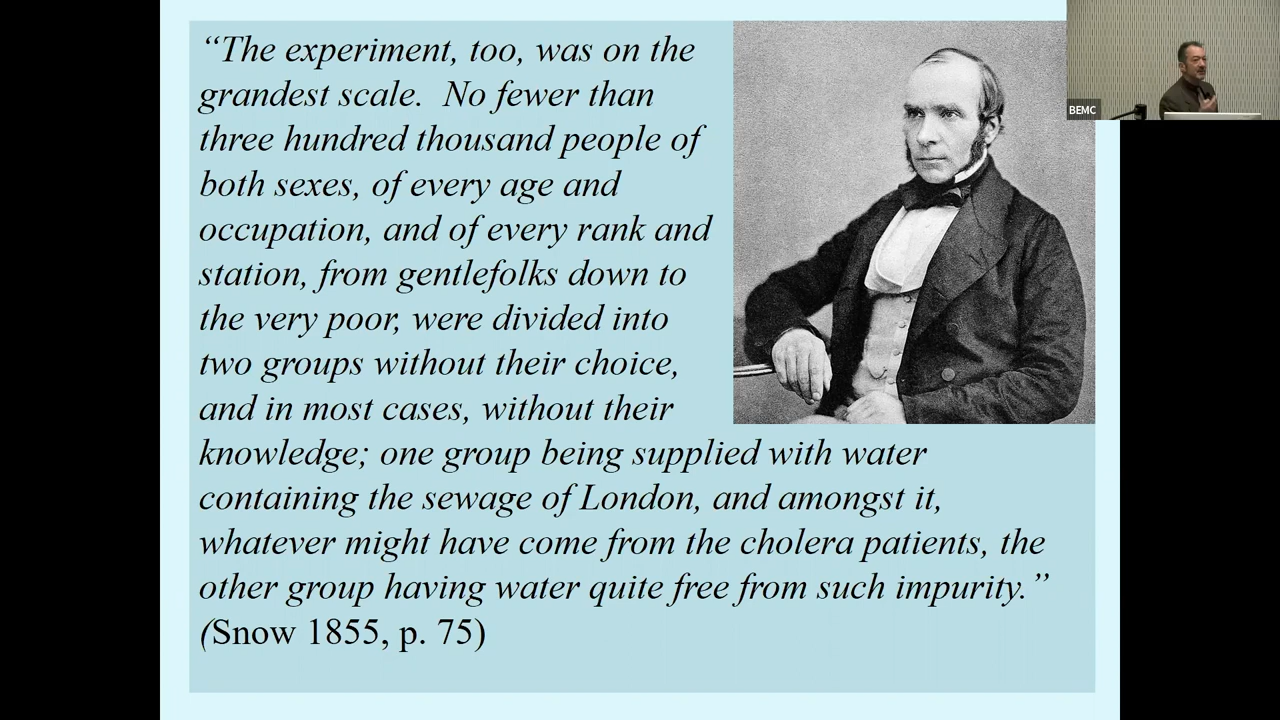 “The experiment, too, was on the
grandest scale.  No fewer than
three hundred thousand people of
both sexes, of every age and
occupation, and of every rank and
station, from gentlefolks down to
the very poor, were divided into
two groups without their choice,
and in most cases, without their
knowledge; one group being supplied with water
containing the sewage of London, and amongst it,
whatever might have come from the cholera patients, the
other group having water quite free from such impurity.”
(Snow 1855, p. 75)
BEMC